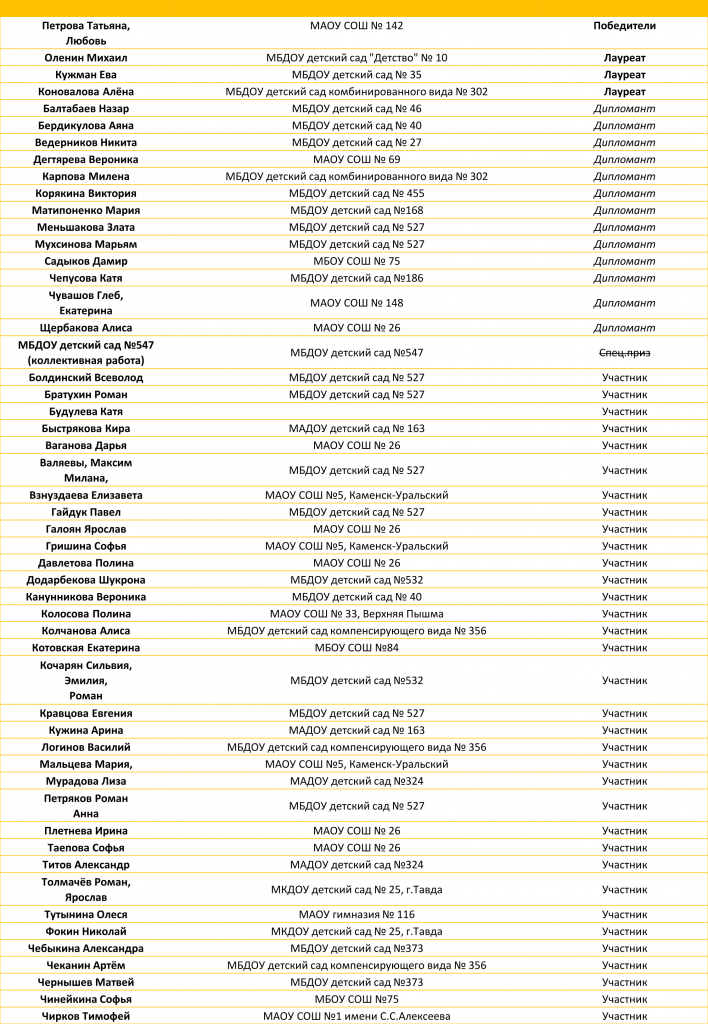 Петрова Татьяна, МАОУ СОШ № 142 Победители
Любовь
Оленин Михаил МБДОУ детский сад "Детство" № 10 Лауреат
Кужман Ева МБДОУ детский сад № 35 Лауреат
Коновалова Алёна МБДОУ детский сад комбинированного вида № 302 Лауреат
Балтабаев Назар МБДОУ детский сад № 46 Дипломант
Бердикулова Аяна МБДОУ детский сад № 40 Дипломант
Ведерников Никита МБДОУ детский сад № 27 Дипломант
Дегтярева Вероника МАОУ СОШ № 69 Дипломант
Карпова Милена МБДОУ детский сад комбинированного вида № 302 Дипломант
Корякина Виктория МБДОУ детский сад № 455 Дипломант
Матипоненко Мария МБДОУ детский сад №168 Дипломант
Меньшакова Злата МБДОУ детский сад № 527 Дипломант
Мухсинова Марьям МБДОУ детский сад № 527 Дипломант
Садыков Дамир МБОУ СОШ № 75 Дипломант
Чепусова Катя МБДОУ детский сад №186 Дипломант
Чувашов Глеб,
Екатерина МАОУ СОШ № 148 Дипломант
Щербакова Алиса МАОУ СОШ № 26 Дипломант
МБДОУ детский сад №547
(коллективная работа) МБДОУ детский сад №547 Спец.приз
Болдинский Всеволод МБДОУ детский сад № 527 Участник
Братухин Роман МБДОУ детский сад № 527 Участник
Будулева Катя Участник
Быстрякова Кира МАДОУ детский сад № 163 Участник
Ваганова Дарья МАОУ СОШ № 26 Участник
Валяевы, Максим
Милана, МБДОУ детский сад № 527 Участник
Взнуздаева Елизавета МАОУ СОШ №5, Каменск-Уральский Участник
Гайдук Павел МБДОУ детский сад № 527 Участник
Галоян Ярослав МАОУ СОШ № 26 Участник
Гришина Софья МАОУ СОШ №5, Каменск-Уральский Участник
Давлетова Полина МАОУ СОШ № 26 Участник
Додарбекова Шукрона МБДОУ детский сад №532 Участник
Канунникова Вероника МБДОУ детский сад № 40 Участник
Колосова Полина МАОУ СОШ № 33, Верхняя Пышма Участник
Колчанова Алиса МБДОУ детский сад компенсирующего вида № 356 Участник
Котовская Екатерина МБОУ СОШ №84 Участник
Кочарян Сильвия,
Эмилия, МБДОУ детский сад №532 Участник
Роман
Кравцова Евгения МБДОУ детский сад № 527 Участник
Кужина Арина МАДОУ детский сад № 163 Участник
Логинов Василий МБДОУ детский сад компенсирующего вида № 356 Участник
Мальцева Мария, МАОУ СОШ №5, Каменск-Уральский Участник
Мурадова Лиза МАДОУ детский сад №324 Участник
Петряков Роман
Анна МБДОУ детский сад № 527 Участник
Плетнева Ирина МАОУ СОШ № 26 Участник
Таепова Софья МАОУ СОШ № 26 Участник
Титов Александр МАДОУ детский сад №324 Участник
Толмачёв Роман,
Ярослав МКДОУ детский сад № 25, г.Тавда Участник
Тутынина Олеся МАОУ гимназия № 116 Участник
Фокин Николай МКДОУ детский сад № 25, г.Тавда Участник
Чебыкина Александра МБДОУ детский сад №373 Участник
Чеканин Артём МБДОУ детский сад компенсирующего вида № 356 Участник
Чернышев Матвей МБДОУ детский сад №373 Участник
Чинейкина Софья МБОУ СОШ №75 Участник
Чирков Тимофей МАОУ СОШ №1 имени С.С.Алексеева Участник